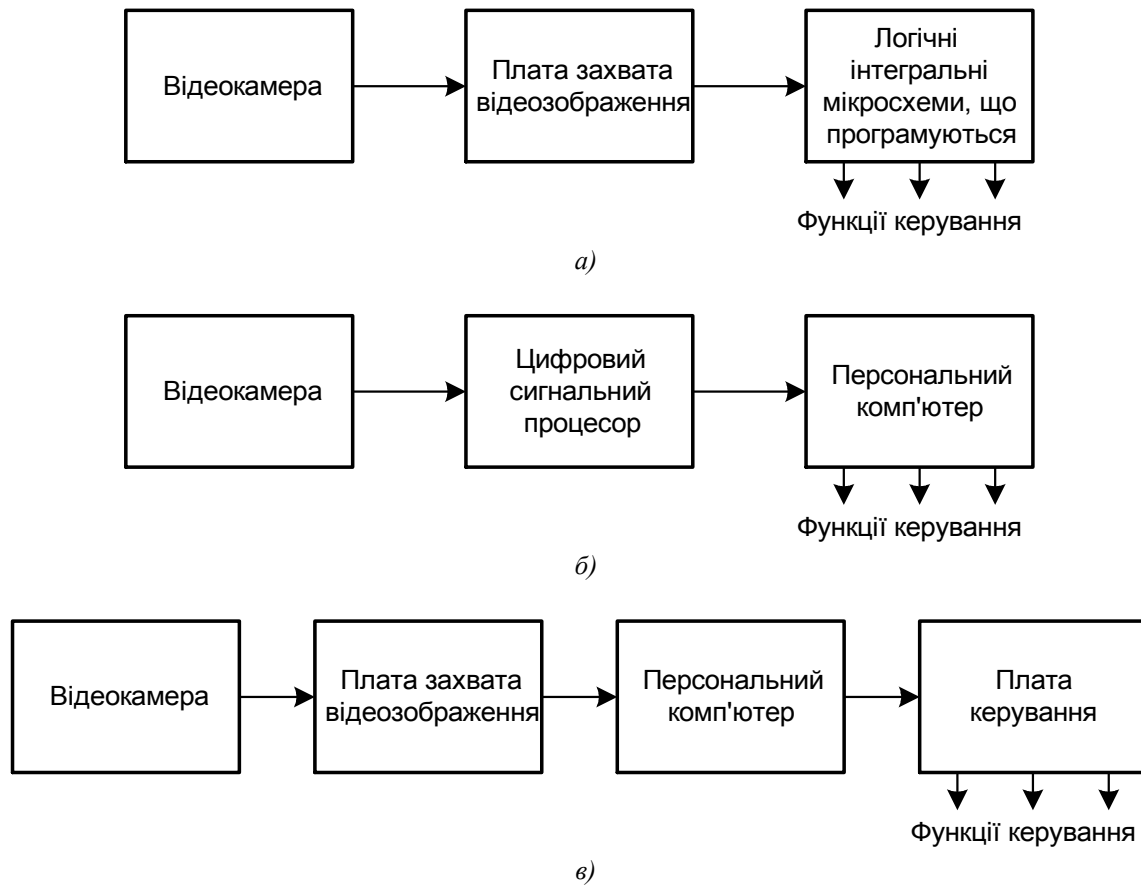 Відеокамера
Плата захвата
відеозображення
Логічні
інтегральні
мікросхеми, що
програмуються
Функції керування
а)
Відеокамера
Цифровий
сигнальний
процесор
Персональний
комп'ютер
Функції керування
б)
Відеокамера
Плата захвата
відеозображення
Персональний
комп'ютер
Плата
керування
Функції керування
в)